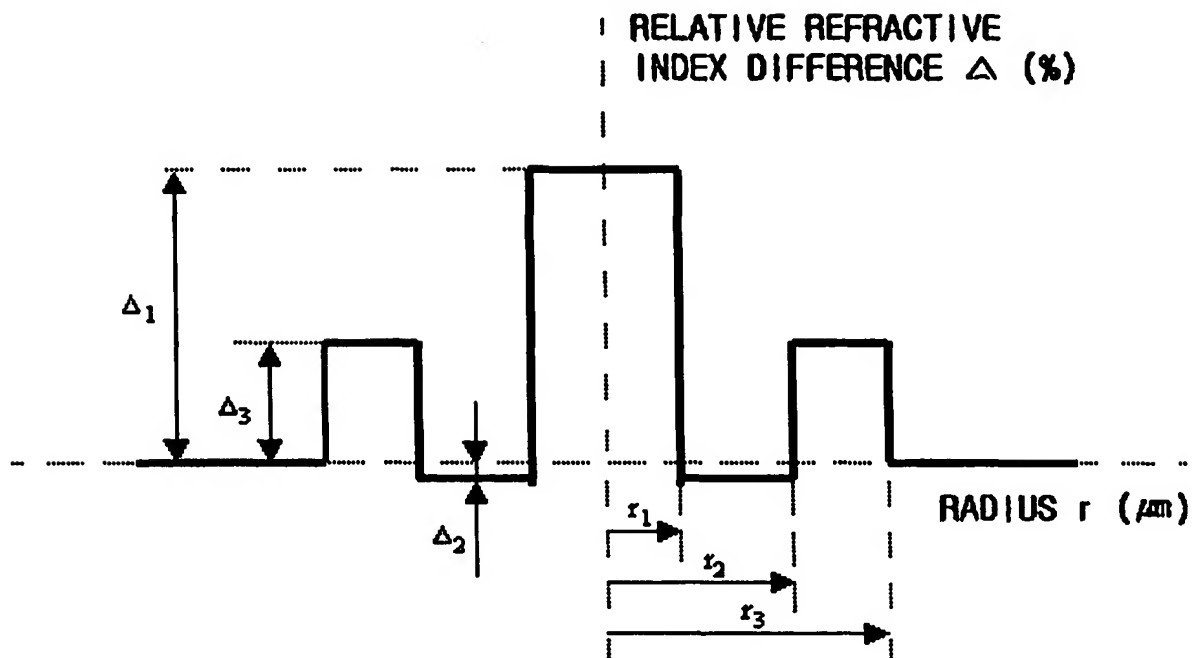 RELATIVE REFRACTIVE
INDEX DIFFERENCE △ (%)
Δ₁
Δ₃
Δ₂
r₁
r₂
r₃
RADIUS r (㎛)